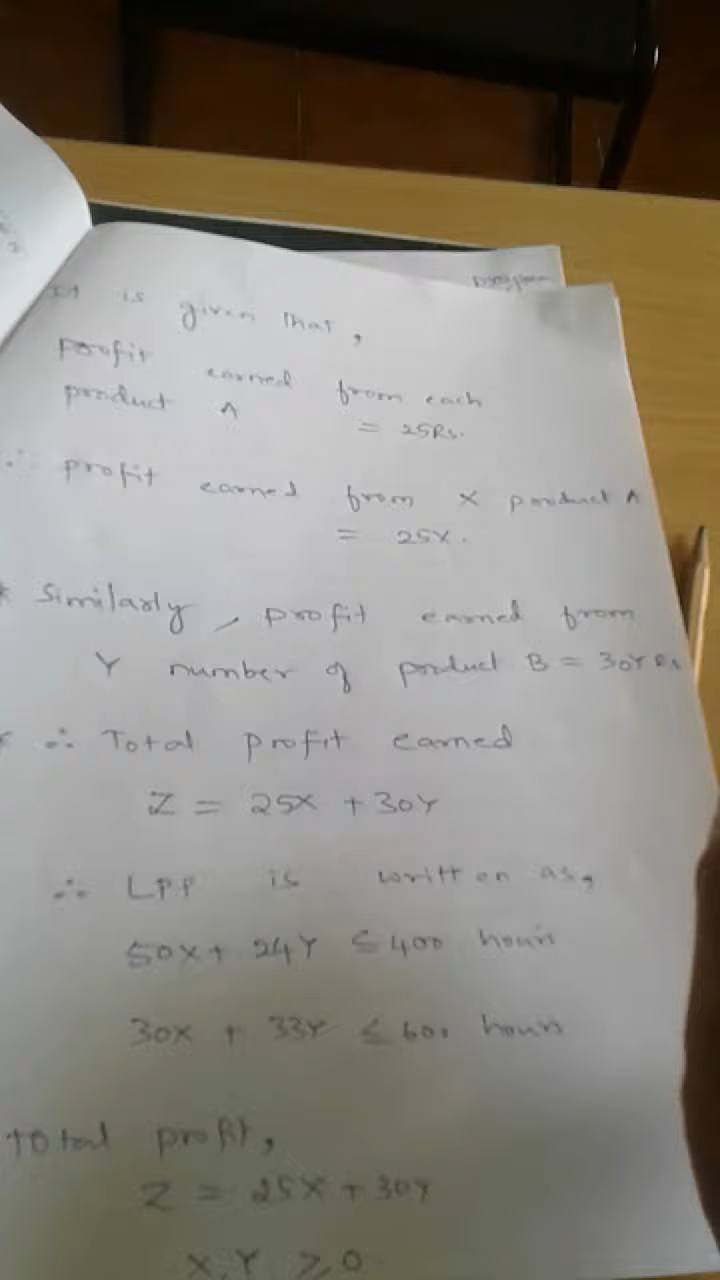 It is given that,
Profit earned from each
product A = 25Rs.
∴ profit earned from X product A
= 25X.
* Similarly, profit earned from
Y number of product B = 30Y Rs
* ∴ Total profit earned
Z = 25X + 30Y
∴ LPP is written as,
50X + 24Y ≤ 400 hours
30X + 33Y ≤ 600 hours
Total profit,
Z = 25X + 30Y
X, Y ≥ 0